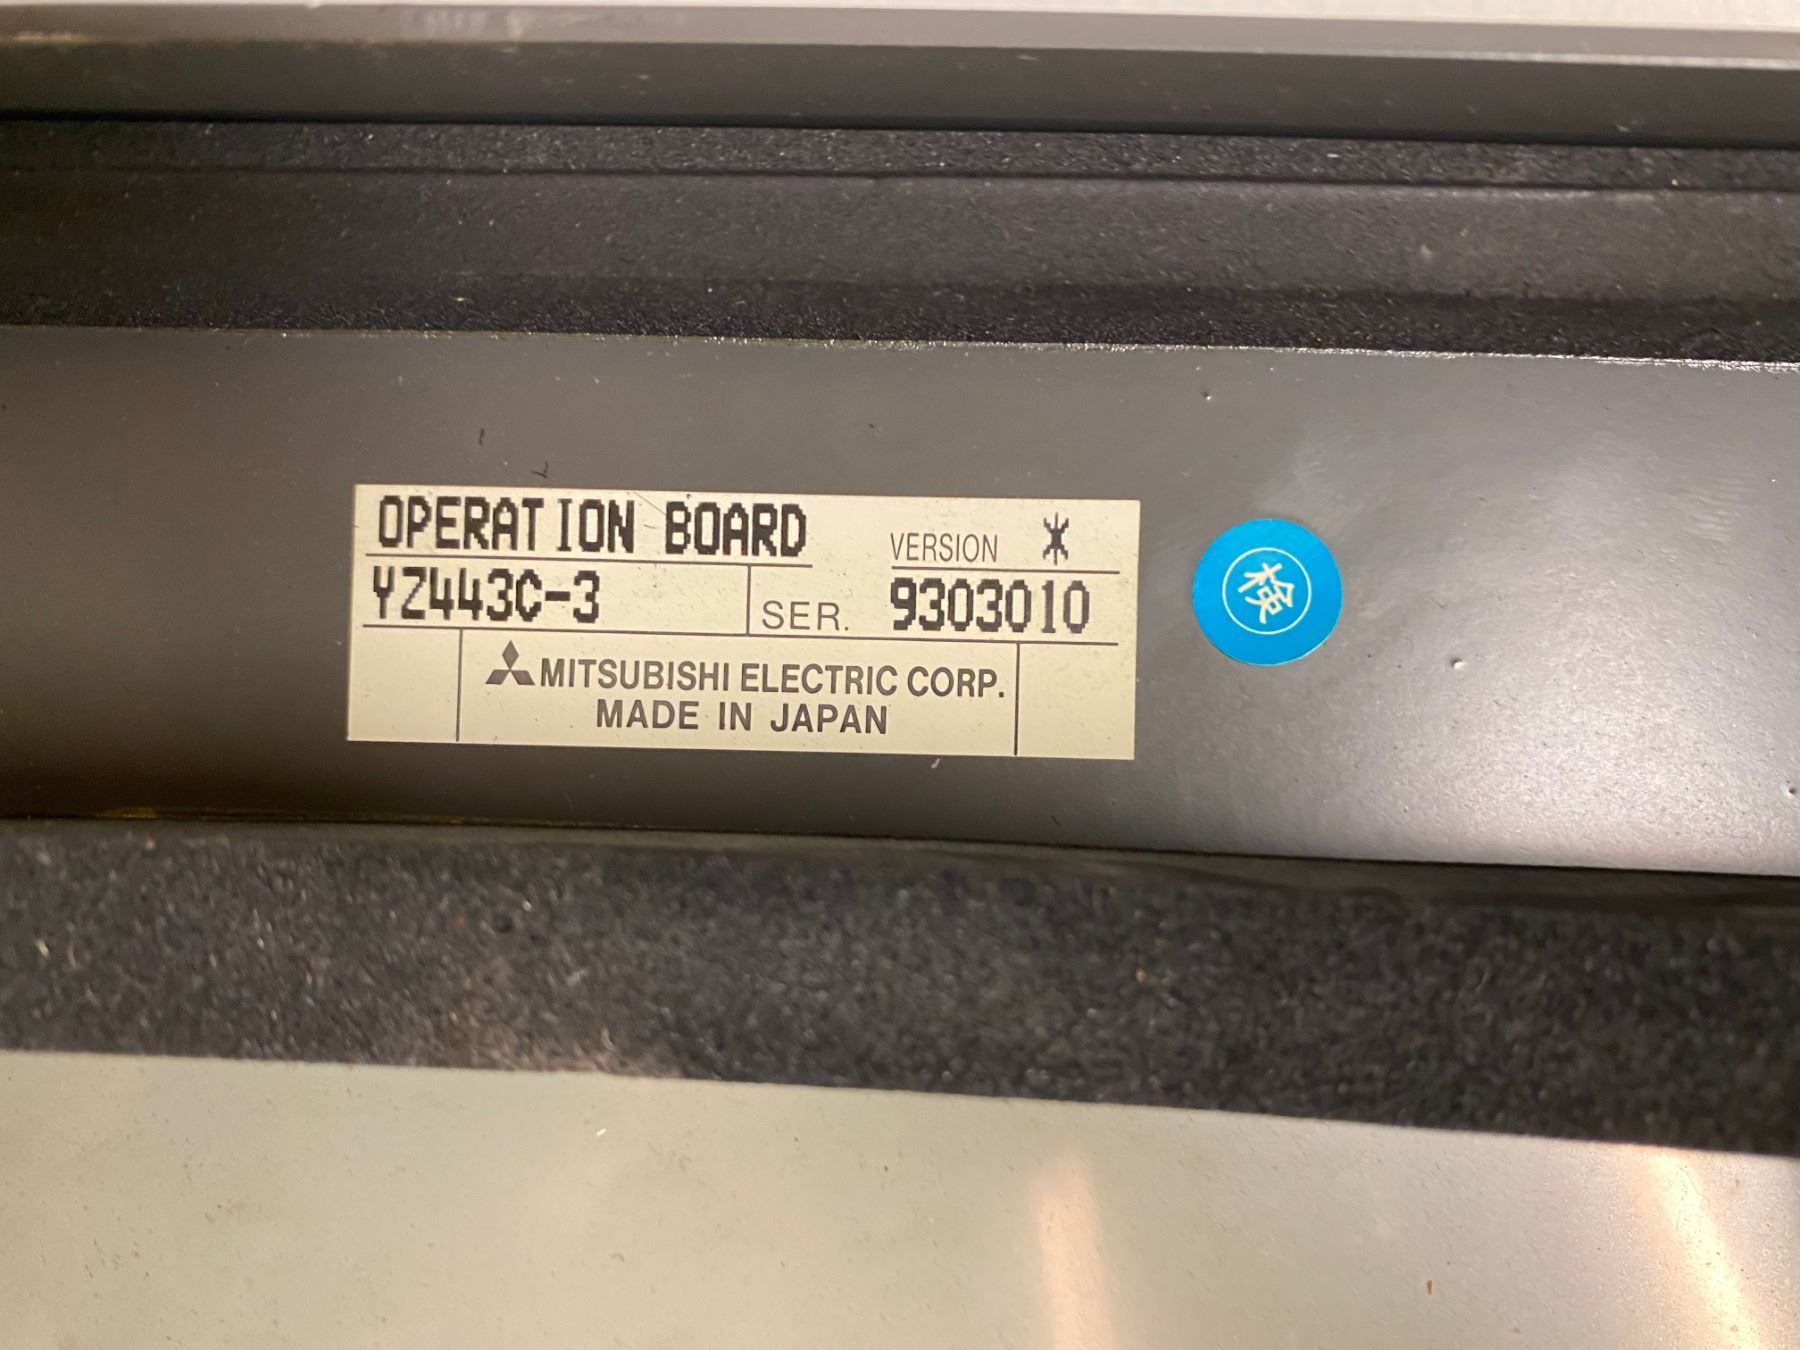 OPERATION BOARD
VERSION *
YZ443C-3
SER. 9303010
MITSUBISHI ELECTRIC CORP.
MADE IN JAPAN
検